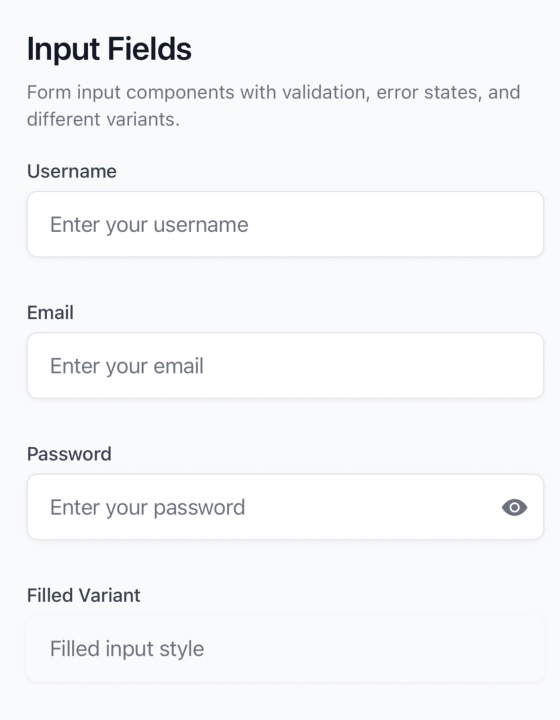 Input Fields
Form input components with validation, error states, and
different variants.
Username
Enter your username
Email
Enter your email
Password
Enter your password
Filled Variant
Filled input style